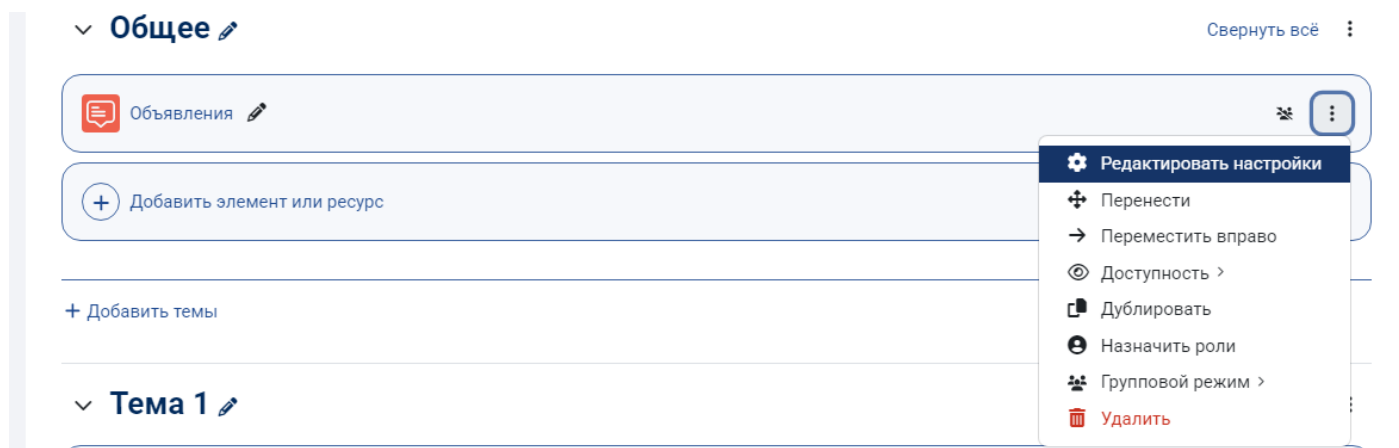 Общее
Свернуть всё
Объявления
Редактировать настройки
Добавить элемент или ресурс
Перенести
Переместить вправо
Доступность
Добавить темы
Дублировать
Назначить роли
Групповой режим
Тема 1
Удалить